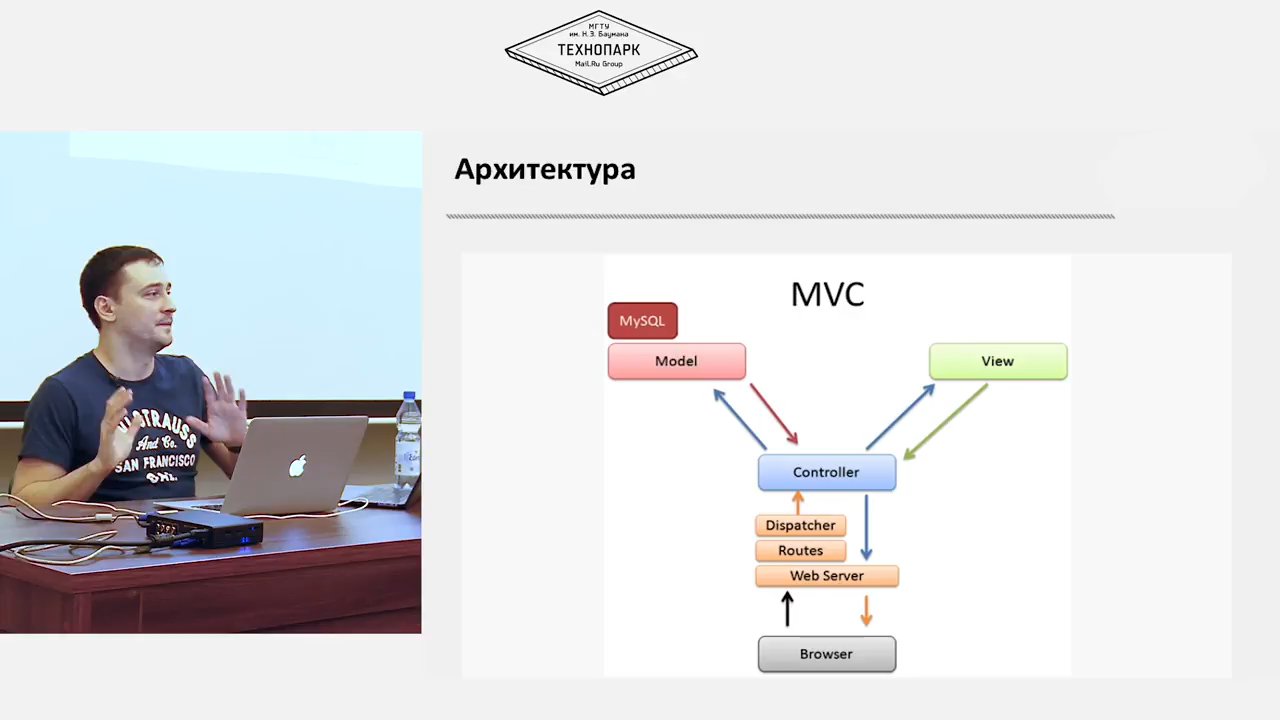 МГТУ
им. Н.Э. Баумана
ТЕХНОПАРК
Mail.Ru Group
Архитектура
MVC
MySQL
Model
View
Controller
Dispatcher
Routes
Web Server
Browser
STRAUSS
And Co.
SAN FRANCISCO
CAL.